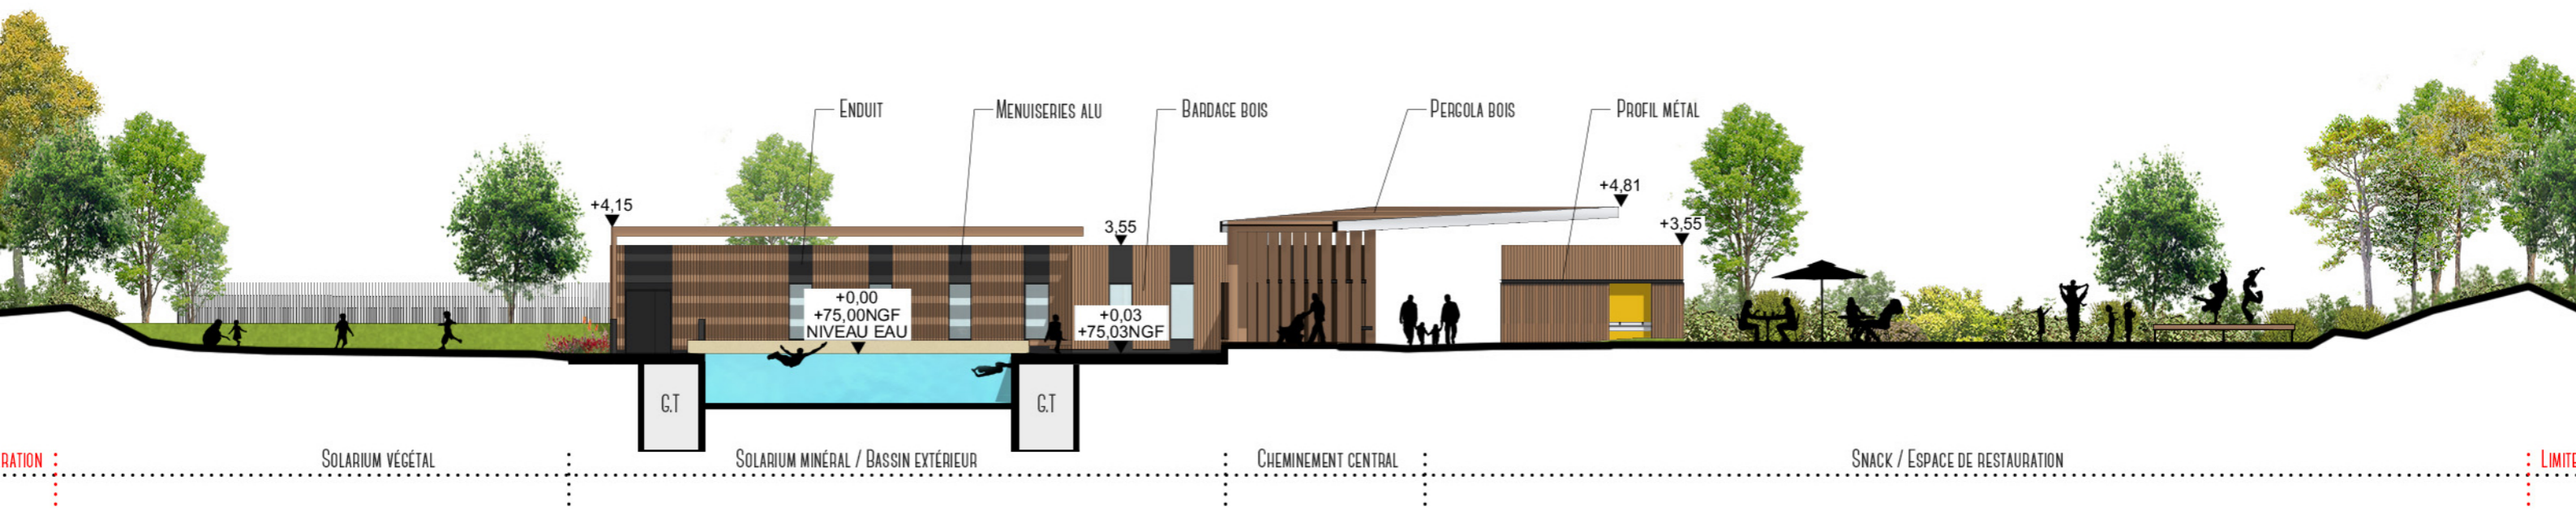 ENDUIT
MENUISERIES ALU
BARDAGE BOIS
PERGOLA BOIS
PROFIL MÉTAL
+4,15
3,55
+4,81
+3,55
+0,00
+75,00NGF
NIVEAU EAU
+0,03
+75,03NGF
G.T
G.T
RATION
SOLARIUM VÉGÉTAL
SOLARIUM MINÉRAL / BASSIN EXTÉRIEUR
CHEMINEMENT CENTRAL
SNACK / ESPACE DE RESTAURATION
LIMITE